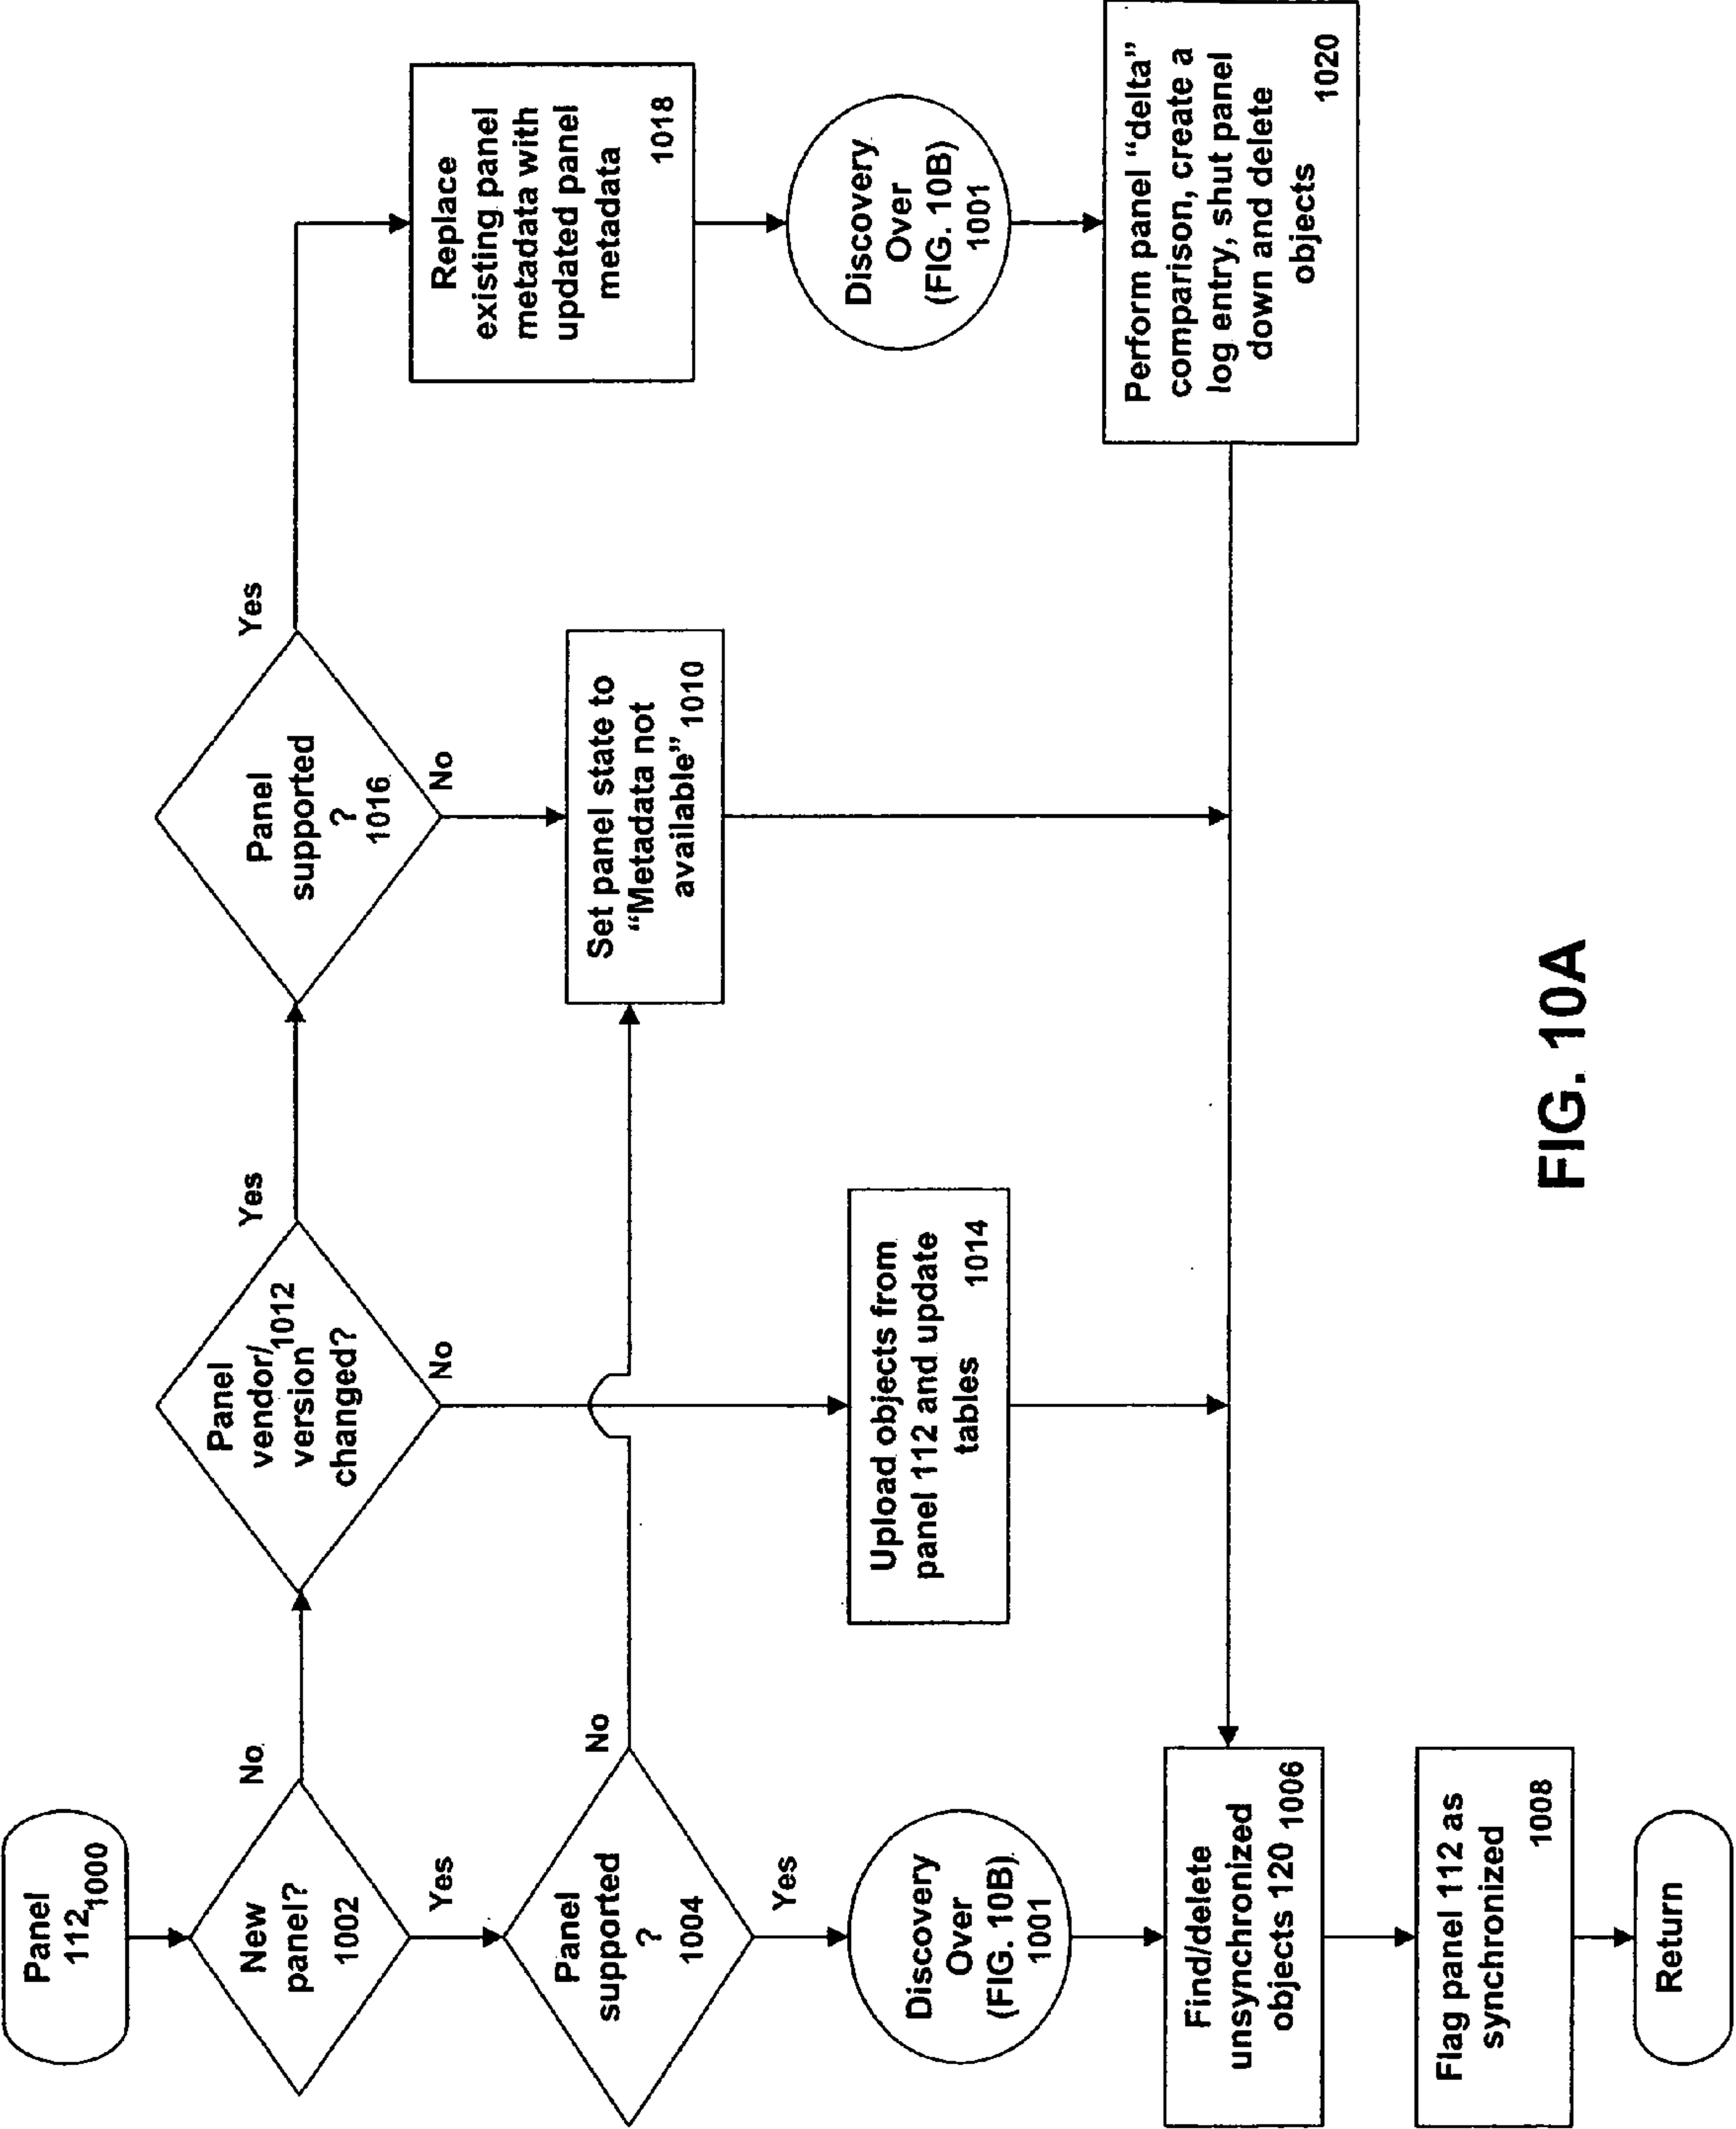 Panel
112
1000
New
panel?
1002
No
Yes
Panel
vendor/
1012
version
changed?
Yes
No
Panel
supported
?
1016
Yes
No
Replace
existing panel
metadata with
updated panel
metadata
1018
Discovery
Over
(FIG. 10B)
1001
Perform panel “delta”
comparison, create a
log entry, shut panel
down and delete
objects
1020
Panel
supported
?
1004
No
Yes
Set panel state to
“Metadata not
available” 1010
Upload objects from
panel 112 and update
tables 1014
Discovery
Over
(FIG. 10B)
1001
Find/delete
unsynchronized
objects 120 1006
Flag panel 112 as
synchronized
1008
Return
FIG. 10A